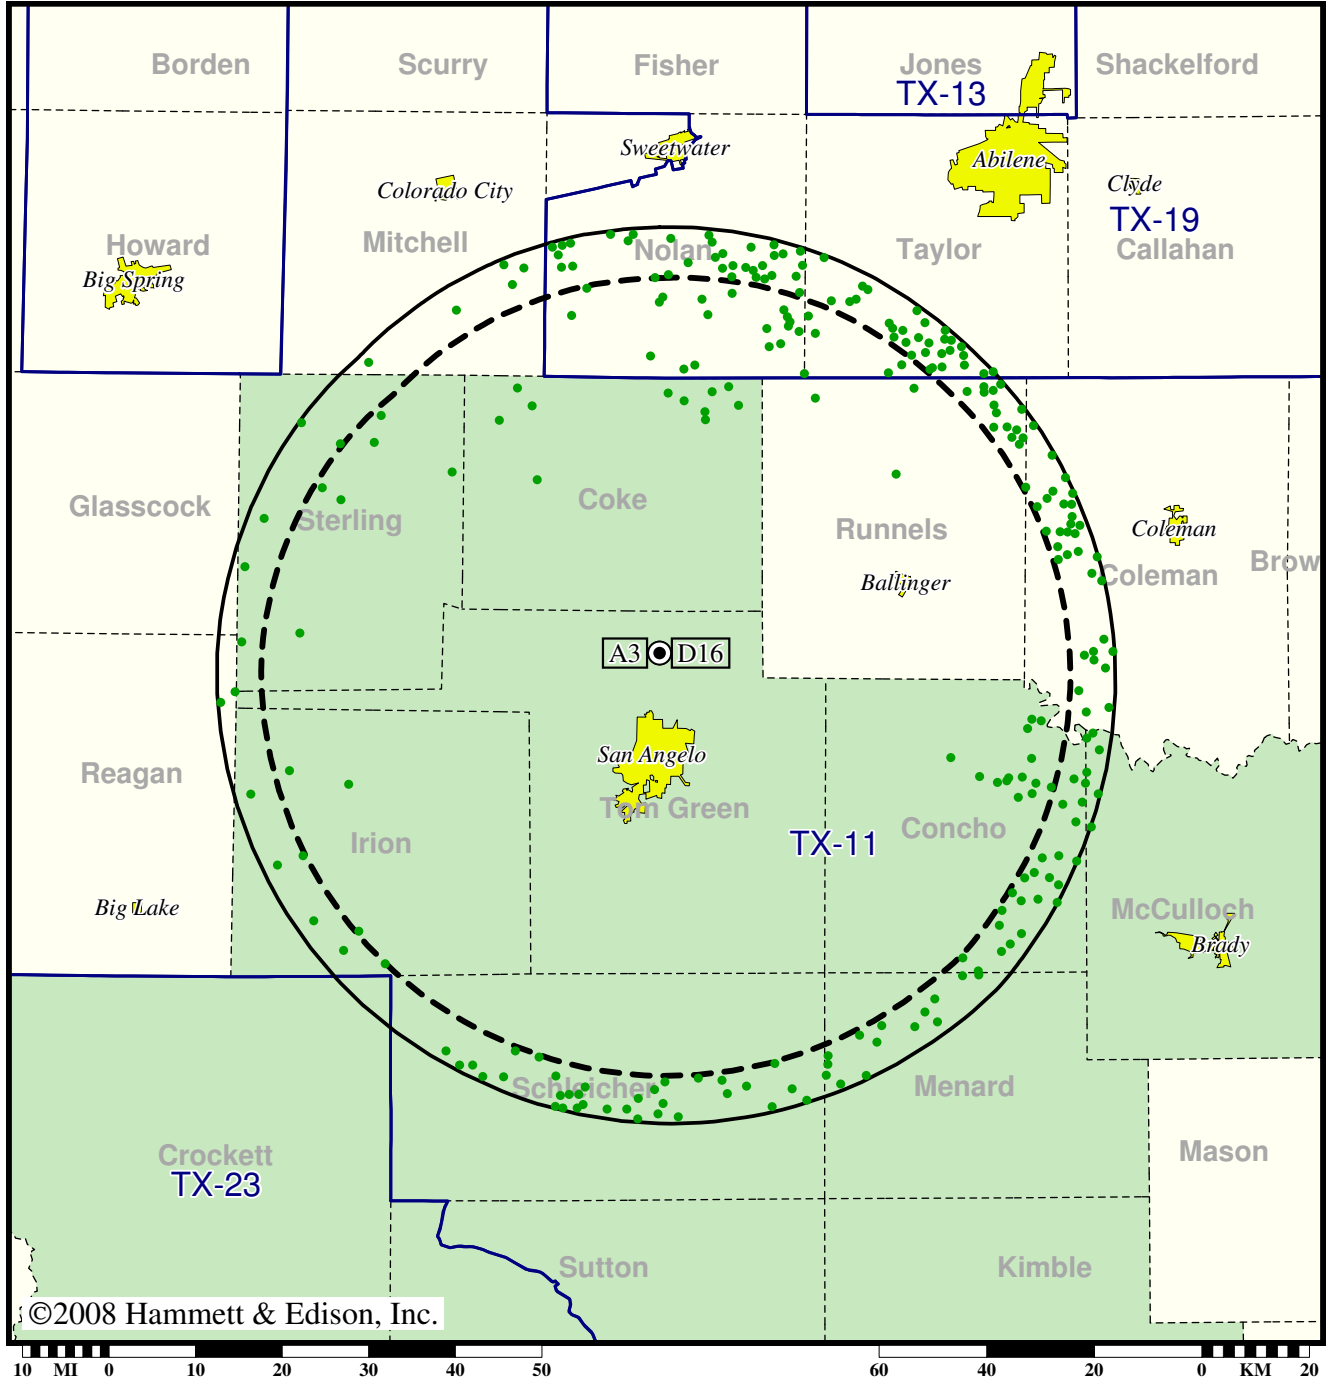 Borden
Scurry
Fisher
Jones
Shackelford
TX-13
Sweetwater
Abilene
Colorado City
Clyde
TX-19
Howard
Mitchell
Nolan
Taylor
Callahan
Big Spring
Glasscock
Sterling
Coke
Runnels
Coleman
Coleman
Brow
Ballinger
A3
D16
San Angelo
Reagan
Tom Green
Irion
TX-11
Concho
Big Lake
McCulloch
Brady
Schleicher
Menard
Crockett
TX-23
Mason
Sutton
Kimble
©2008 Hammett & Edison, Inc.
10 MI 0 10 20 30 40 50
60 40 20 0 KM 20